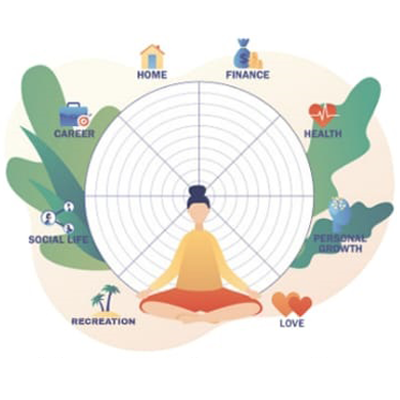 HOME
FINANCE
CAREER
HEALTH
SOCIAL LIFE
PERSONAL
GROWTH
RECREATION
LOVE